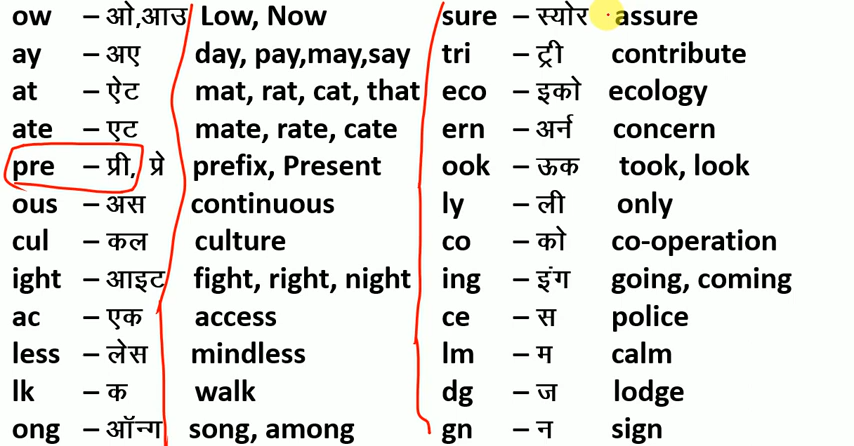 ow – ओ,आउ Low, Now sure – स्योर assure
ay – अए day, pay,may,say tri – ट्री contribute
at – ऐट mat, rat, cat, that eco – इको ecology
ate – एट mate, rate, cate ern – अर्न concern
pre – प्री, प्रे prefix, Present ook – ऊक took, look
ous – अस continuous ly – ली only
cul – कल culture co – को co-operation
ight – आइट fight, right, night ing – इंग going, coming
ac – एक access ce – स police
less – लेस mindless lm – म calm
lk – क walk dg – ज lodge
ong – ऑन्ग song, among gn – न sign